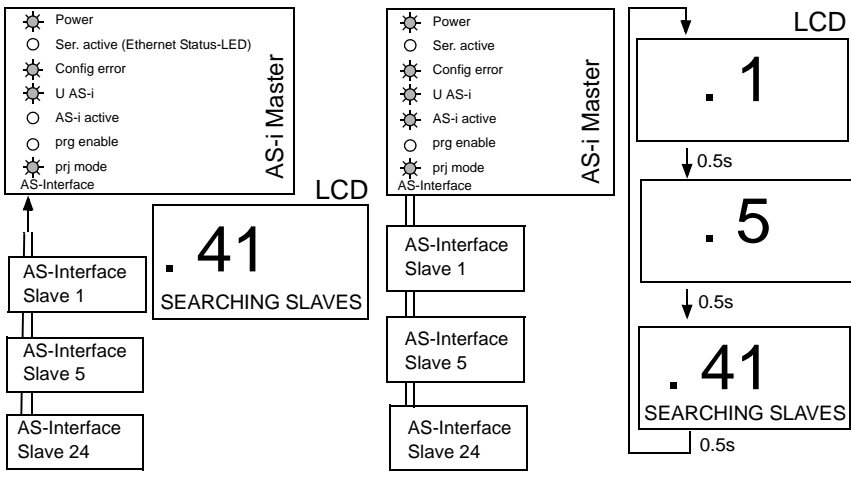 Power
Ser. active (Ethernet Status-LED)
Config error
U AS-i
AS-i active
prg enable
prj mode
AS-Interface
AS-i Master
LCD
. 41
SEARCHING SLAVES
AS-Interface
Slave 1
AS-Interface
Slave 5
AS-Interface
Slave 24
Power
Ser. active
Config error
U AS-i
AS-i active
prg enable
prj mode
AS-Interface
AS-i Master
AS-Interface
Slave 1
AS-Interface
Slave 5
AS-Interface
Slave 24
LCD
. 1
0.5s
. 5
0.5s
. 41
SEARCHING SLAVES
0.5s